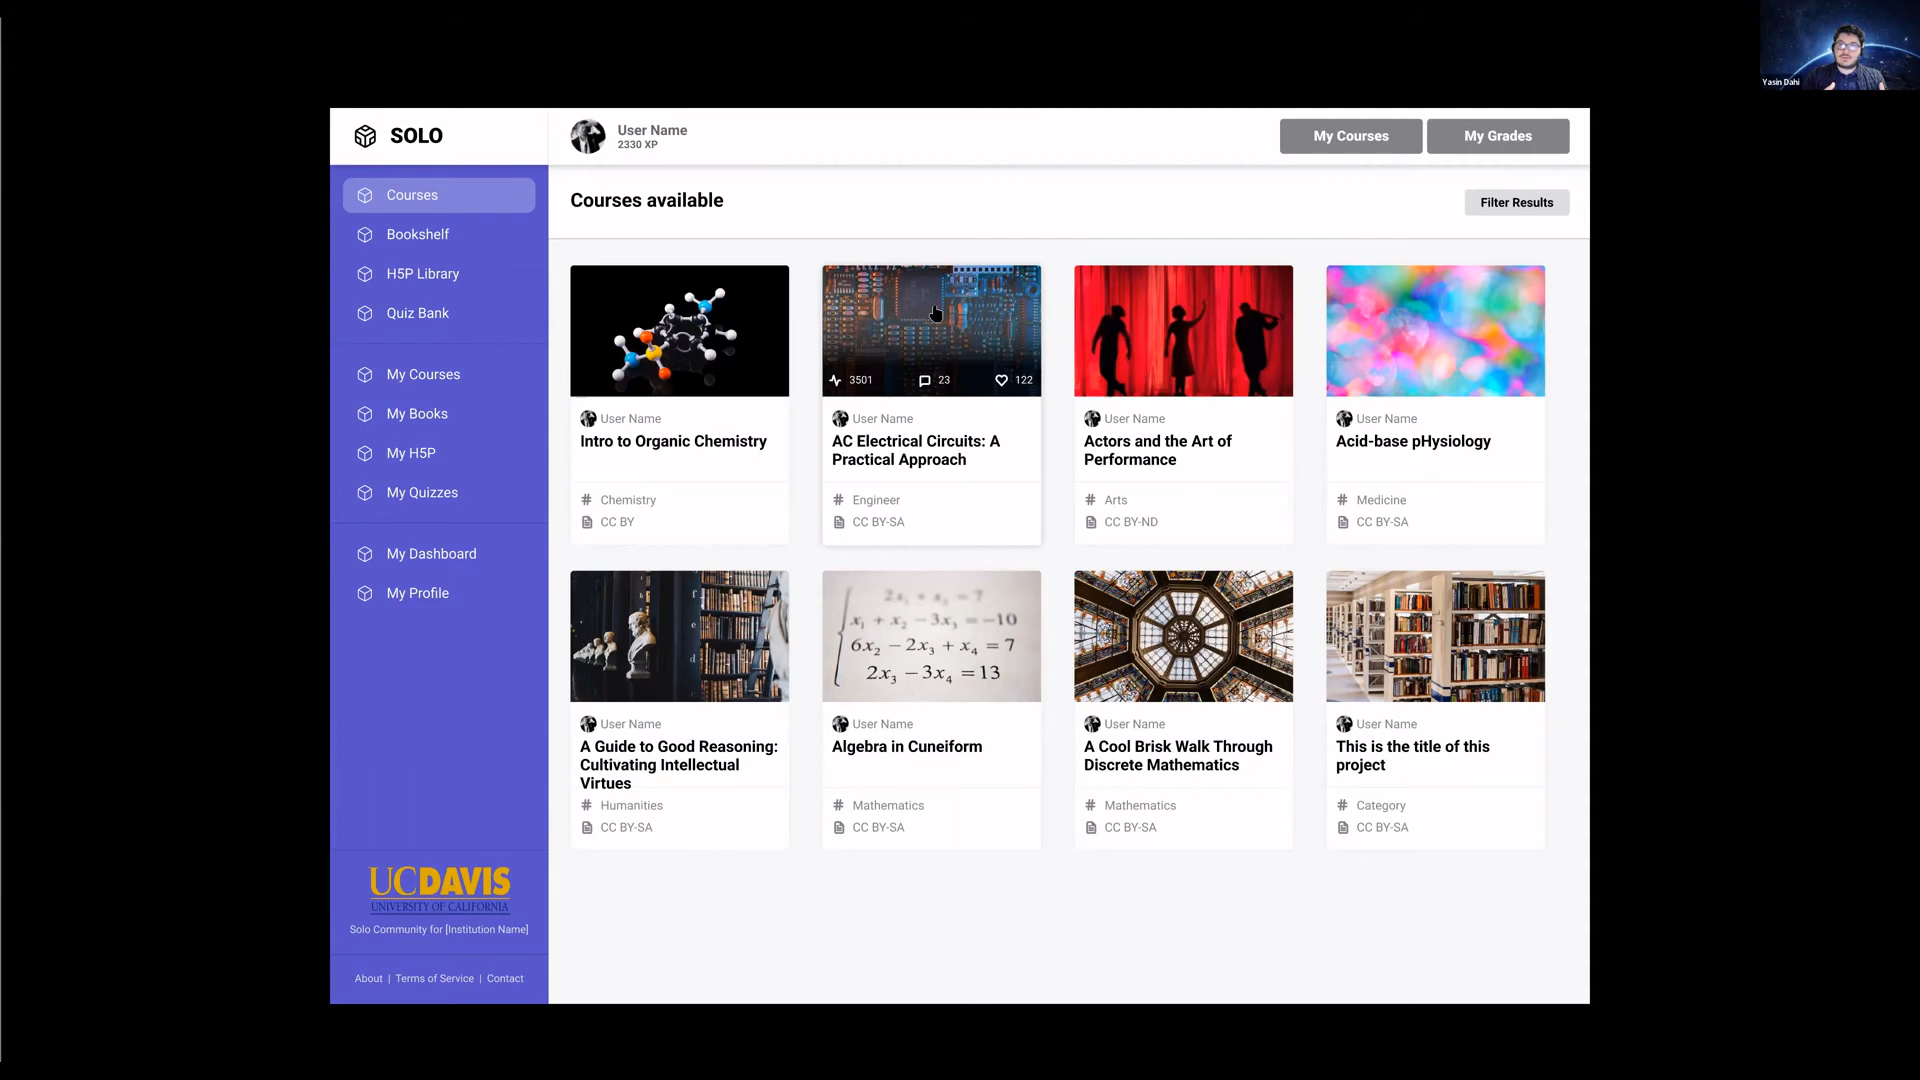 Yasin Dahi
SOLO
User Name
2330 XP
My Courses
My Grades
Courses
Bookshelf
H5P Library
Quiz Bank
My Courses
My Books
My H5P
My Quizzes
My Dashboard
My Profile
UCDAVIS
UNIVERSITY OF CALIFORNIA
Solo Community for [Institution Name]
About | Terms of Service | Contact
Courses available
Filter Results
User Name
Intro to Organic Chemistry
# Chemistry
CC BY
3501
23
122
User Name
AC Electrical Circuits: A
Practical Approach
# Engineer
CC BY-SA
User Name
Actors and the Art of
Performance
# Arts
CC BY-ND
User Name
Acid-base pHysiology
# Medicine
CC BY-SA
User Name
A Guide to Good Reasoning:
Cultivating Intellectual
Virtues
# Humanities
CC BY-SA
x₁ + x₂ − 3x₃ = −10
6x₂ − 2x₃ + x₄ = 7
2x₃ − 3x₄ = 13
User Name
Algebra in Cuneiform
# Mathematics
CC BY-SA
User Name
A Cool Brisk Walk Through
Discrete Mathematics
# Mathematics
CC BY-SA
User Name
This is the title of this
project
# Category
CC BY-SA